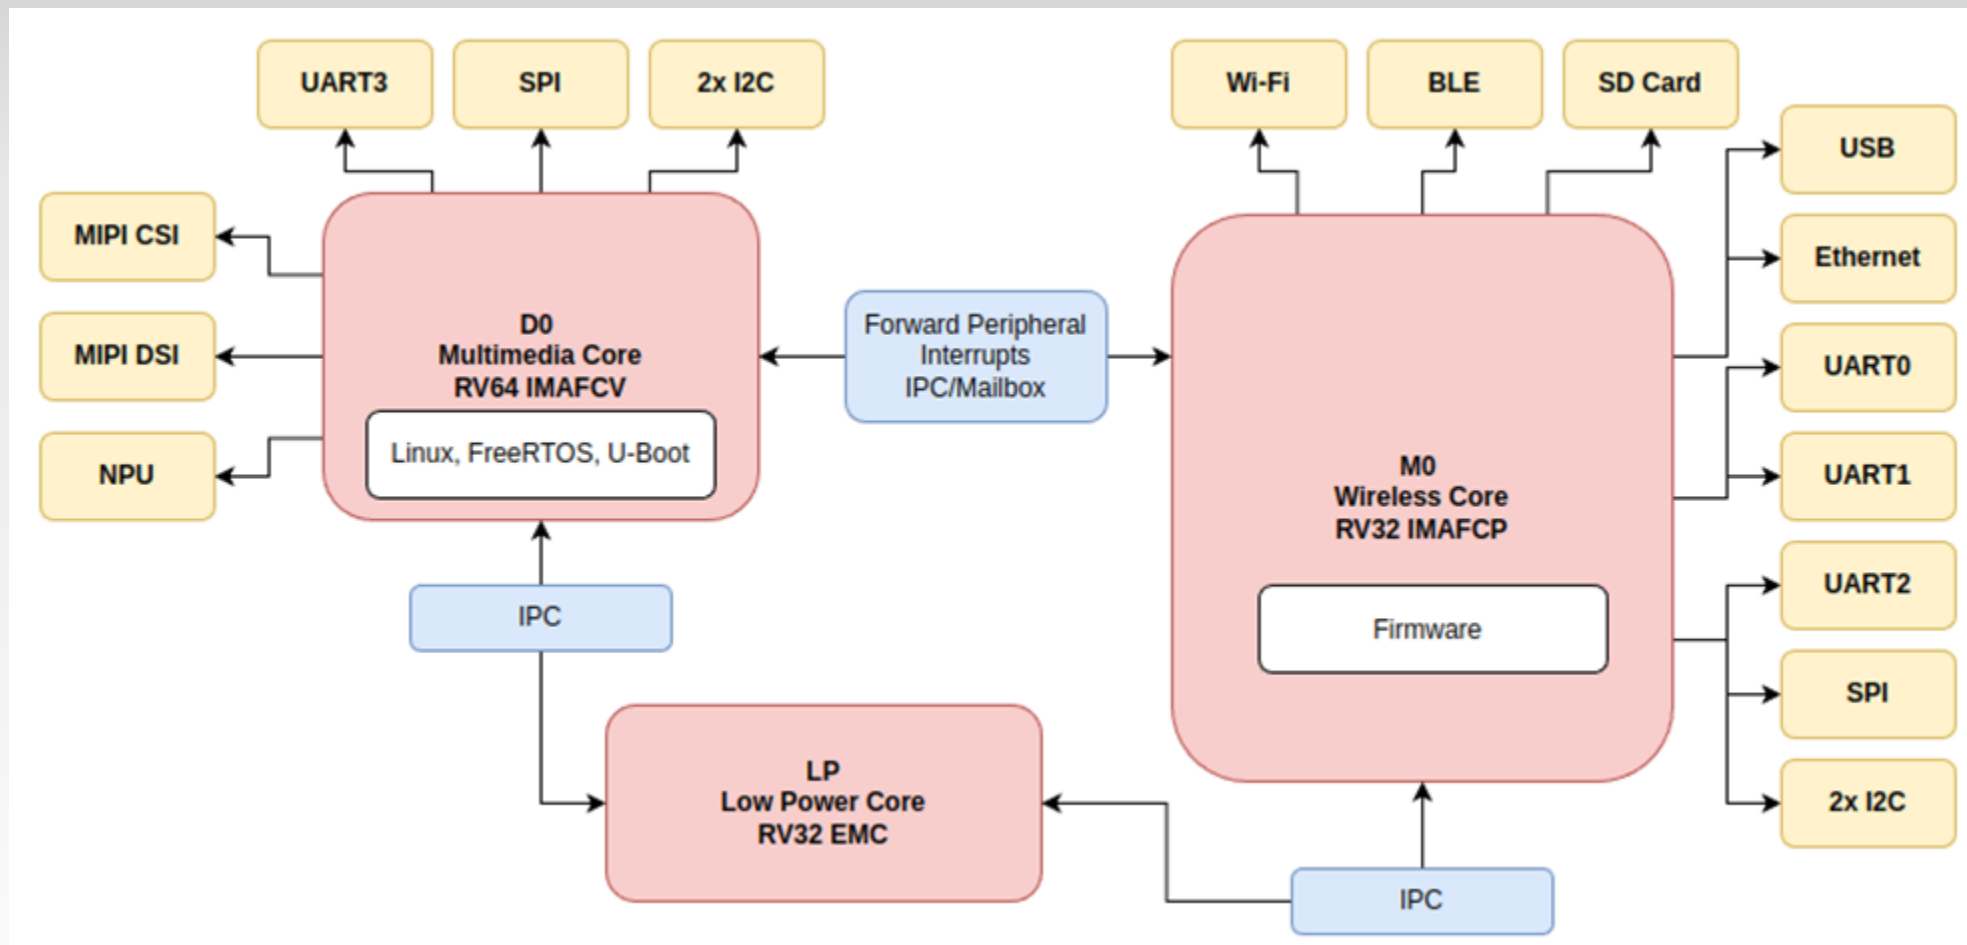 UART3
SPI
2x I2C
Wi-Fi
BLE
SD Card
USB
Ethernet
UART0
UART1
UART2
SPI
2x I2C
MIPI CSI
MIPI DSI
NPU
D0
Multimedia Core
RV64 IMAFCV
Linux, FreeRTOS, U-Boot
Forward Peripheral
Interrupts
IPC/Mailbox
M0
Wireless Core
RV32 IMAFCP
Firmware
IPC
LP
Low Power Core
RV32 EMC
IPC